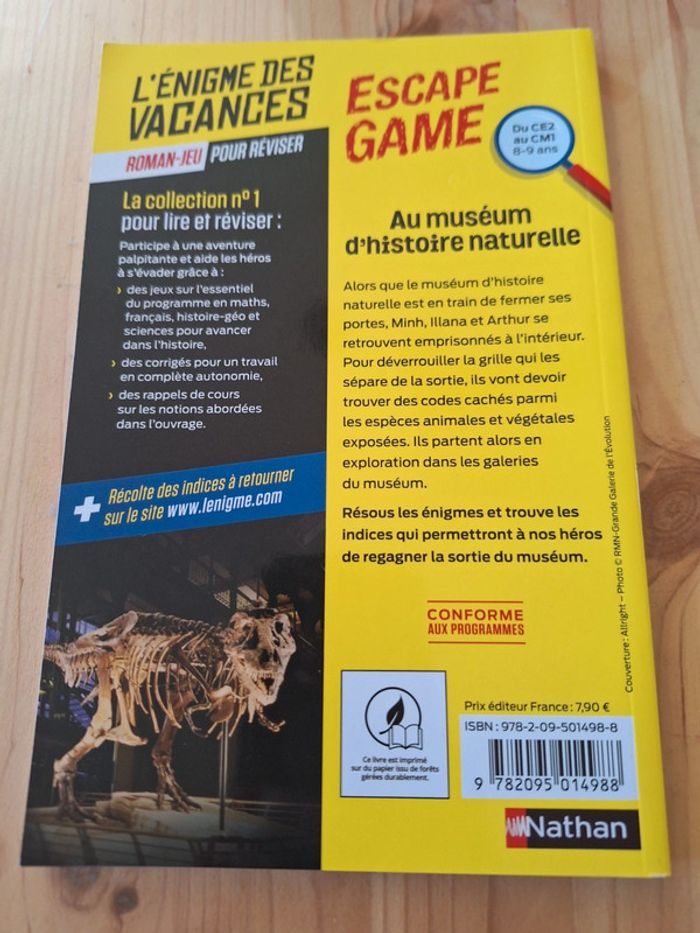 L'ÉNIGME DES
VACANCES
ROMAN-JEU POUR RÉVISER
La collection n° 1
pour lire et réviser :
Participe à une aventure
palpitante et aide les héros
à s'évader grâce à :
› des jeux sur l'essentiel
du programme en maths,
français, histoire-géo et
sciences pour avancer
dans l'histoire,
› des corrigés pour un travail
en complète autonomie,
› des rappels de cours
sur les notions abordées
dans l'ouvrage.
+ Récolte des indices à retourner
sur le site www.lenigme.com
ESCAPE
GAME
Du CE2
au CM1
8-9 ans
Au muséum
d'histoire naturelle
Alors que le muséum d'histoire
naturelle est en train de fermer ses
portes, Minh, Illana et Arthur se
retrouvent emprisonnés à l'intérieur.
Pour déverrouiller la grille qui les
sépare de la sortie, ils vont devoir
trouver des codes cachés parmi
les espèces animales et végétales
exposées. Ils partent alors en
exploration dans les galeries
du muséum.
Résous les énigmes et trouve les
indices qui permettront à nos héros
de regagner la sortie du muséum.
CONFORME
AUX PROGRAMMES
Couverture : Allright – Photo © RMN-Grande Galerie de l'Évolution
Ce livre est imprimé
sur du papier issu de forêts
gérées durablement.
Prix éditeur France : 7,90 €
ISBN : 978-2-09-501498-8
9 782095 014988
Nathan